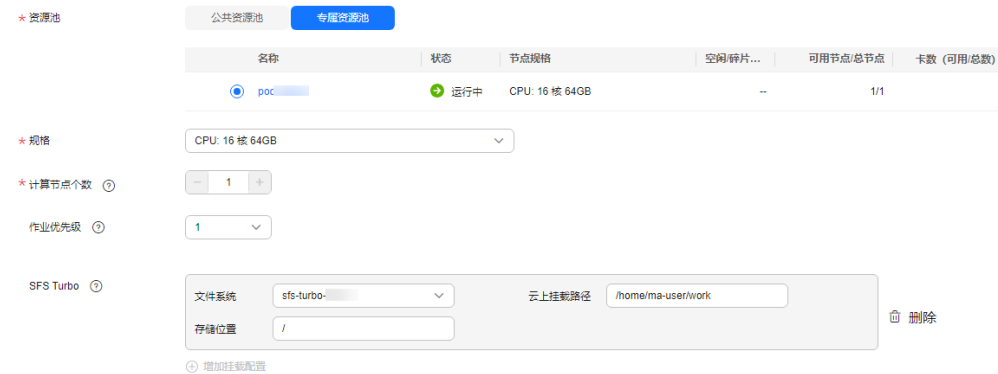 * 资源池 公共资源池 专属资源池
名称 状态 节点规格 空闲/碎片... 可用节点/总节点 卡数（可用/总数）
运行中 CPU: 16 核 64GB -- 1/1
* 规格 CPU: 16 核 64GB
* 计算节点个数 ? − 1 +
作业优先级 ? 1
SFS Turbo ? 文件系统 sfs-turbo- 云上挂载路径 /home/ma-user/work
存储位置 / 删除
增加挂载配置